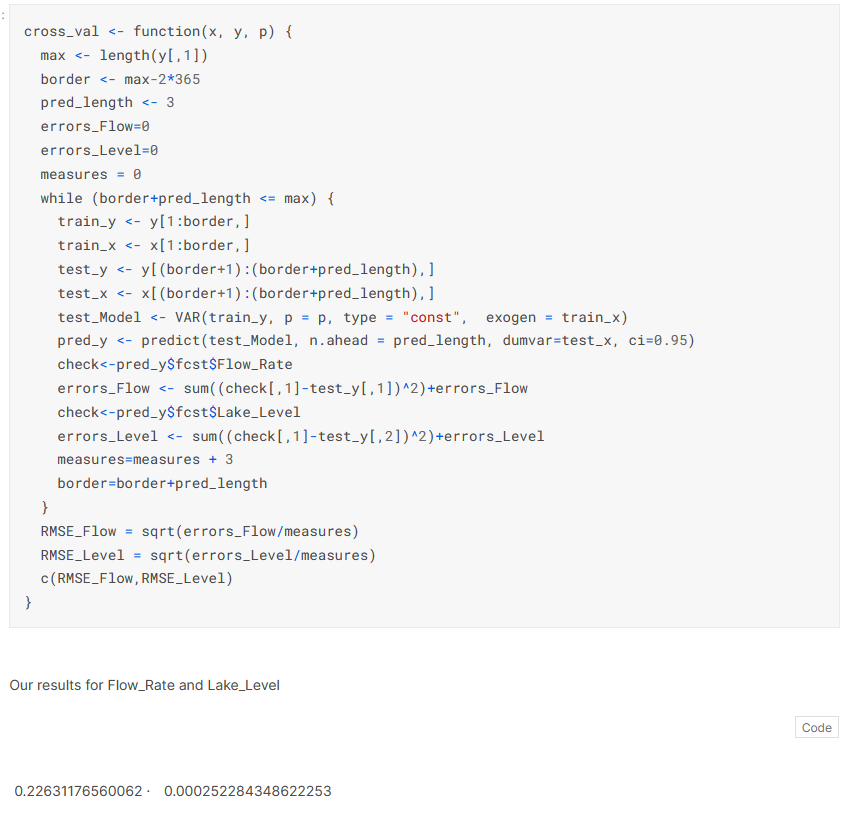 :
cross_val <- function(x, y, p) {
  max <- length(y[,1])
  border <- max-2*365
  pred_length <- 3
  errors_Flow=0
  errors_Level=0
  measures = 0
  while (border+pred_length <= max) {
    train_y <- y[1:border,]
    train_x <- x[1:border,]
    test_y <- y[(border+1):(border+pred_length),]
    test_x <- x[(border+1):(border+pred_length),]
    test_Model <- VAR(train_y, p = p, type = "const",  exogen = train_x)
    pred_y <- predict(test_Model, n.ahead = pred_length, dumvar=test_x, ci=0.95)
    check<-pred_y$fcst$Flow_Rate
    errors_Flow <- sum((check[,1]-test_y[,1])^2)+errors_Flow
    check<-pred_y$fcst$Lake_Level
    errors_Level <- sum((check[,1]-test_y[,2])^2)+errors_Level
    measures=measures + 3
    border=border+pred_length
  }
  RMSE_Flow = sqrt(errors_Flow/measures)
  RMSE_Level = sqrt(errors_Level/measures)
  c(RMSE_Flow,RMSE_Level)
}
Our results for Flow_Rate and Lake_Level
Code
0.22631176560062 · 0.000252284348622253